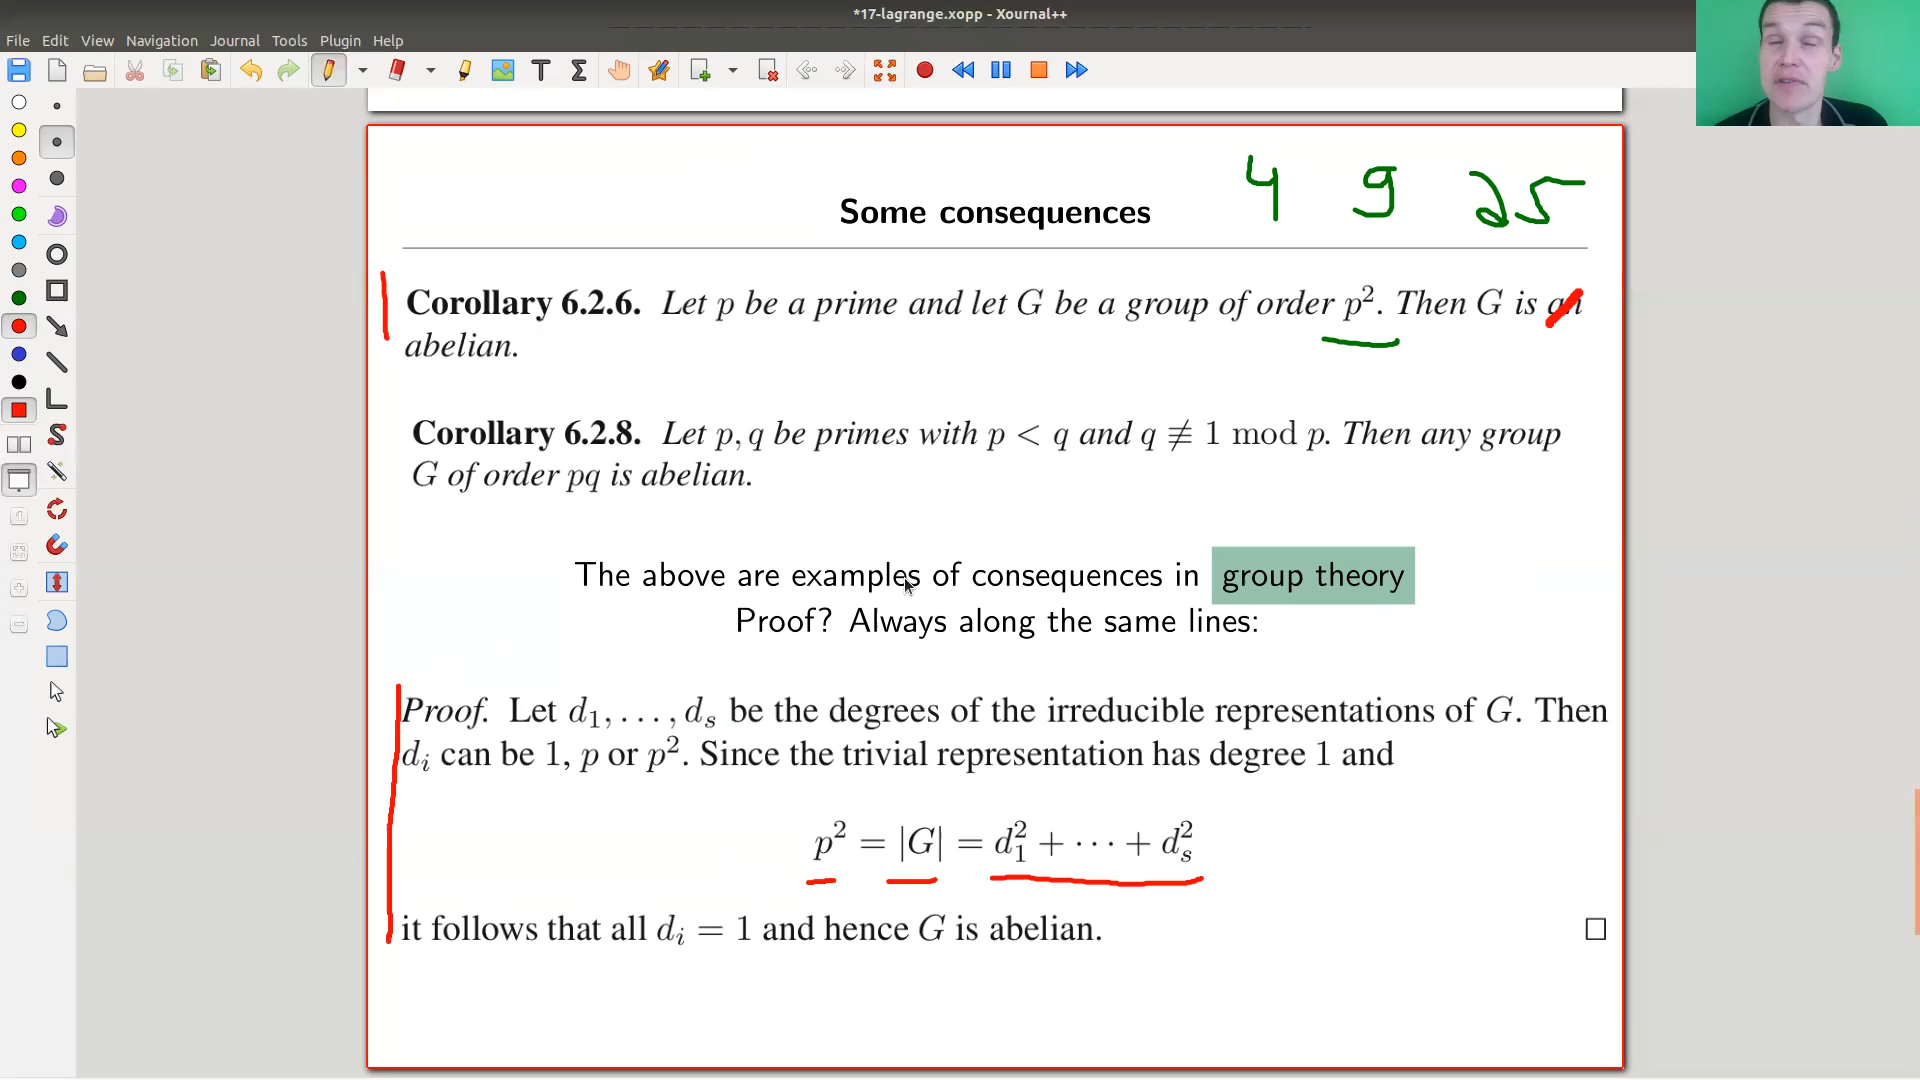 *17-lagrange.xopp - Xournal++
File Edit View Navigation Journal Tools Plugin Help
4 9 25
Some consequences
Corollary 6.2.6. Let p be a prime and let G be a group of order p². Then G is an
abelian.
Corollary 6.2.8. Let p, q be primes with p < q and q ≢ 1 mod p. Then any group
G of order pq is abelian.
The above are examples of consequences in group theory
Proof? Always along the same lines:
Proof. Let d₁, . . . , dₛ be the degrees of the irreducible representations of G. Then
dᵢ can be 1, p or p². Since the trivial representation has degree 1 and
p² = |G| = d₁² + · · · + dₛ²
it follows that all dᵢ = 1 and hence G is abelian. □